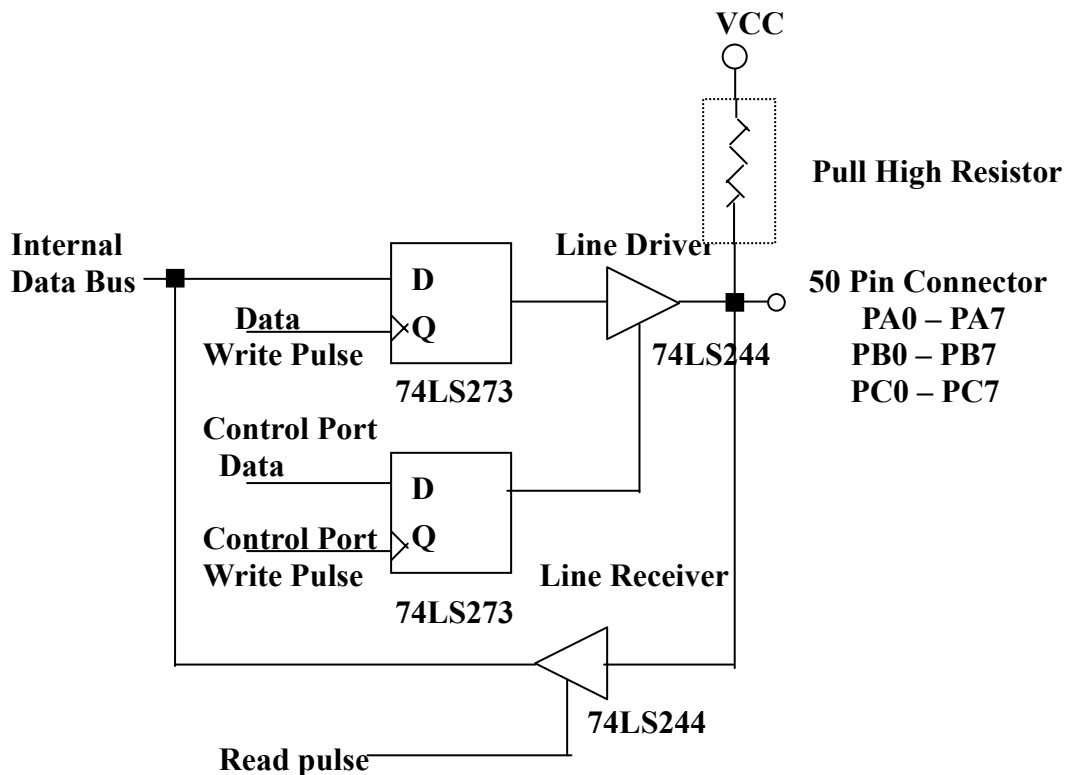 VCC
Pull High Resistor
Internal
Data Bus
Line Driver
D
Q
Data
Write Pulse
74LS273
74LS244
50 Pin Connector
PA0 – PA7
PB0 – PB7
PC0 – PC7
Control Port
Data
D
Q
Control Port
Write Pulse
74LS273
Line Receiver
74LS244
Read pulse